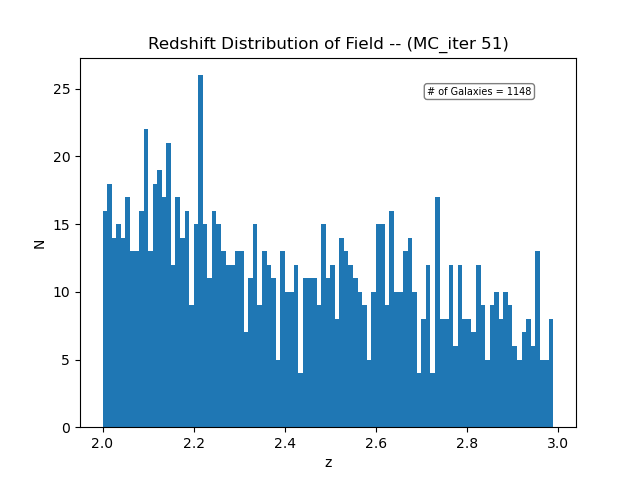 Redshift Distribution of Field -- (MC_iter 51)
# of Galaxies = 1148
N
25
20
15
10
5
0
2.0 2.2 2.4 2.6 2.8 3.0
z